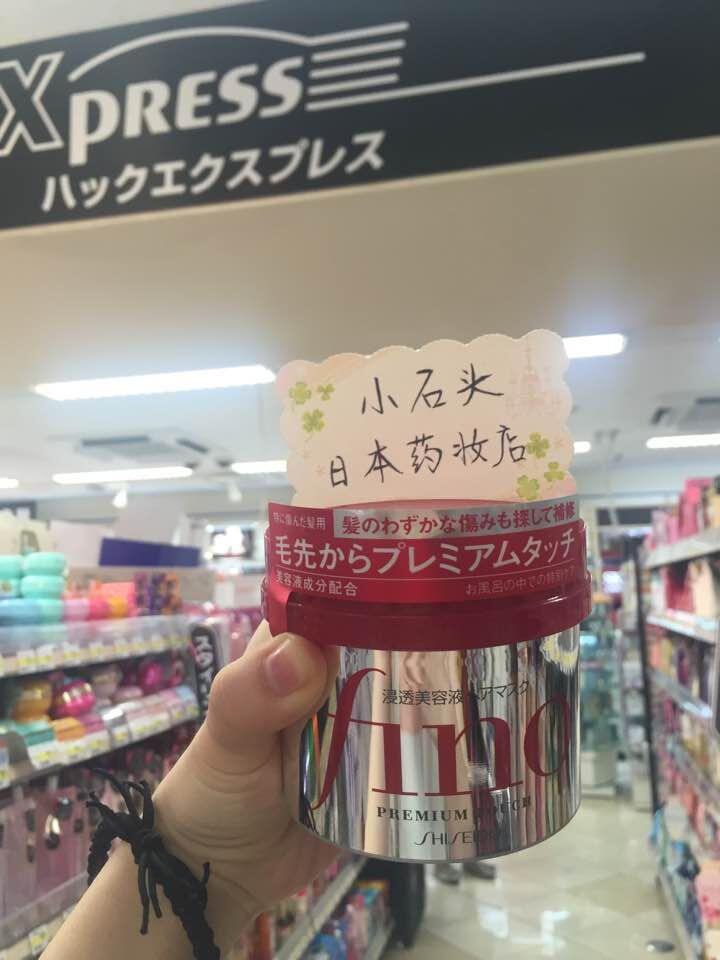 XPRESS
ハックエクスプレス
小石头
日本药妆店
特に傷んだ髪用
髪のわずかな傷みも探して補修
毛先からプレミアムタッチ
美容液成分配合
お風呂の中での特別ケア
浸透美容液ヘアマスク
fino
PREMIUM TOUCH
SHISEIDO